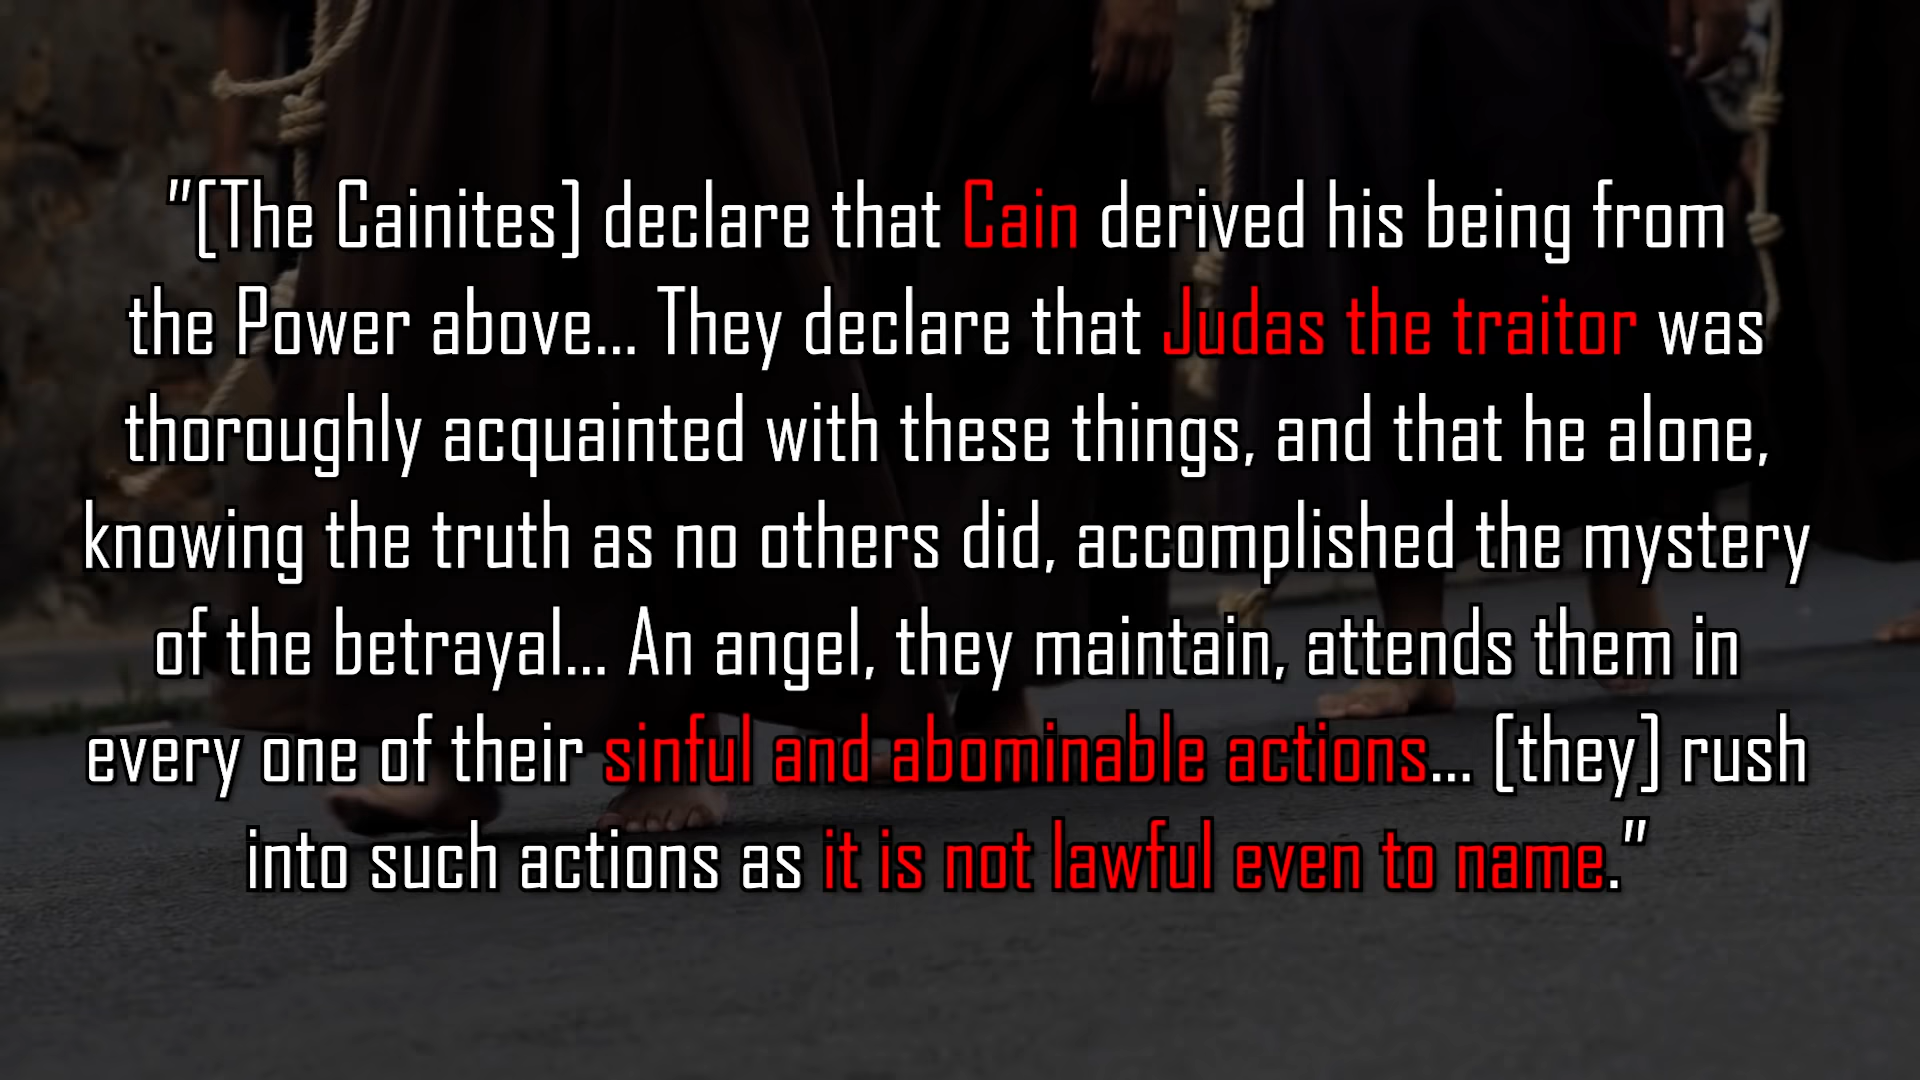 "[The Cainites] declare that Cain derived his being from
the Power above... They declare that Judas the traitor was
thoroughly acquainted with these things, and that he alone,
knowing the truth as no others did, accomplished the mystery
of the betrayal... An angel, they maintain, attends them in
every one of their sinful and abominable actions... [they] rush
into such actions as it is not lawful even to name."